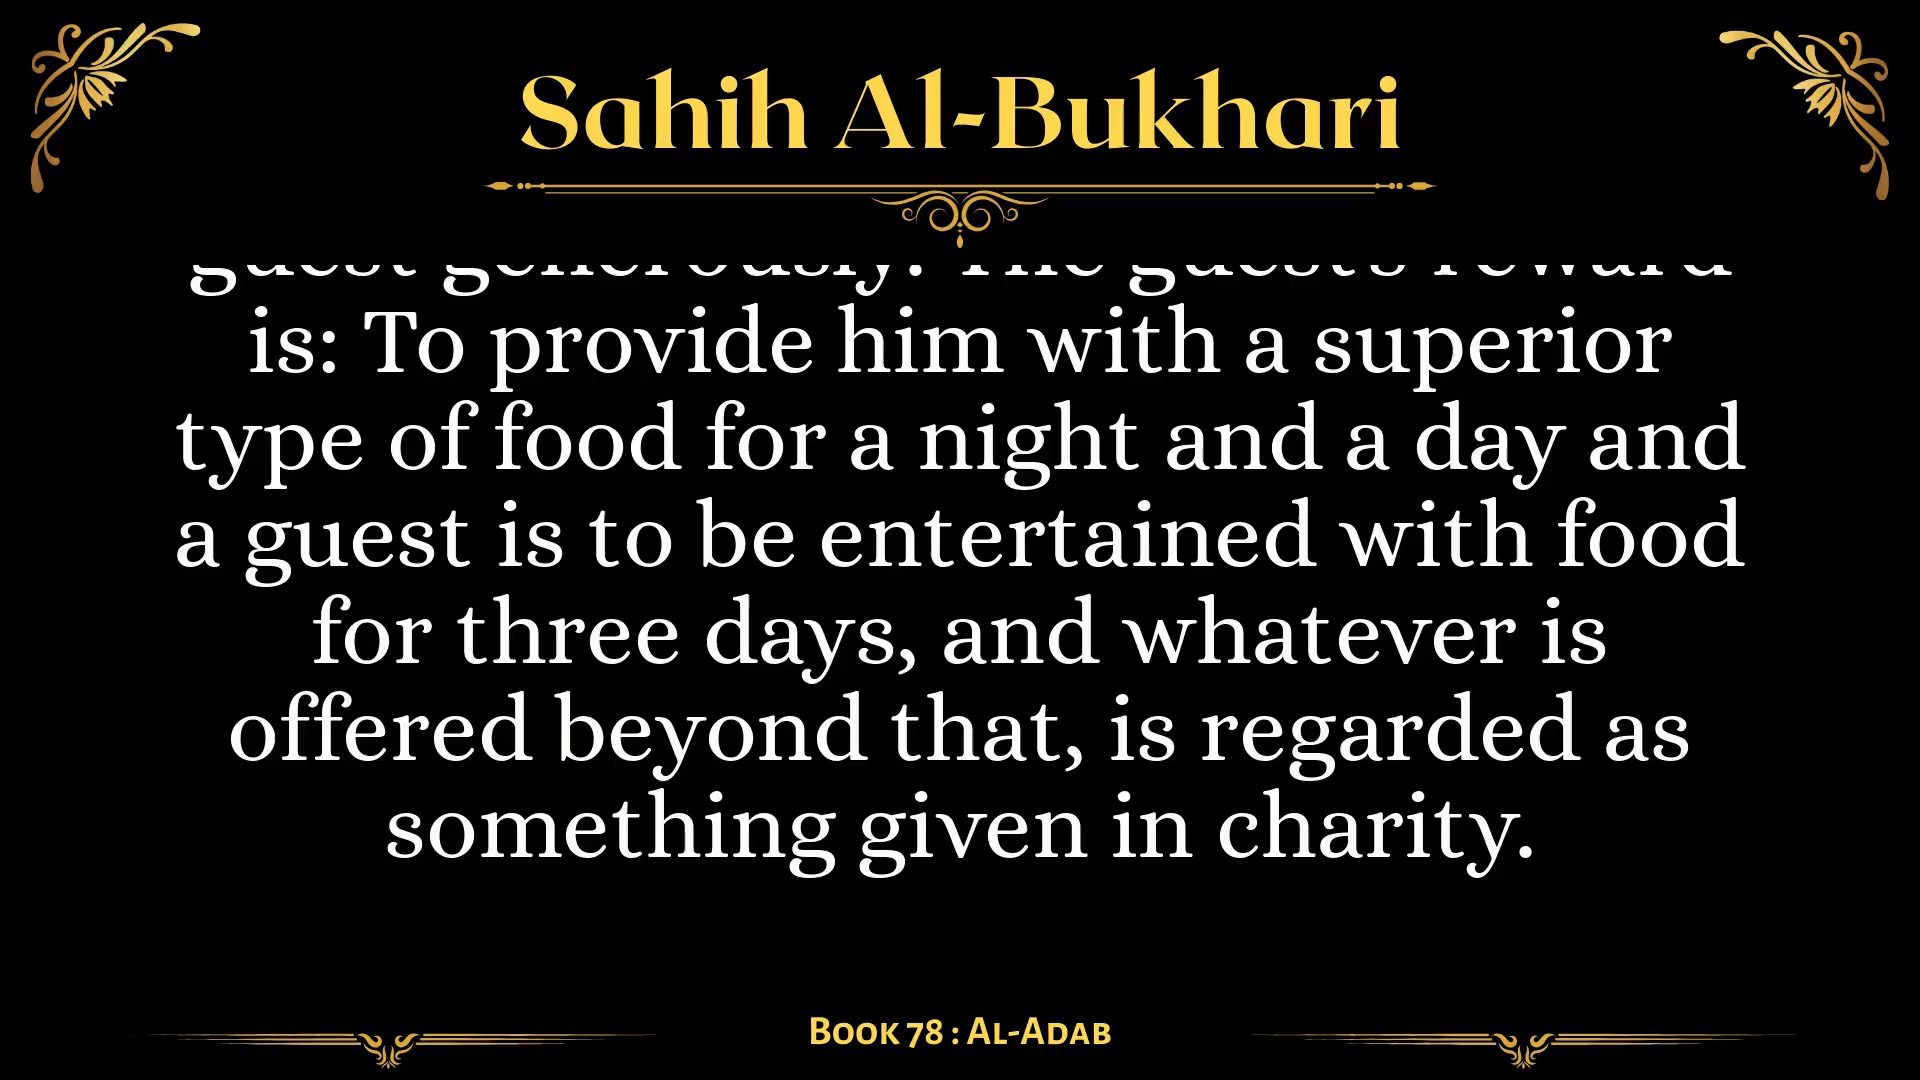 Sahih Al-Bukhari
guest generously. The guest's reward
is: To provide him with a superior
type of food for a night and a day and
a guest is to be entertained with food
for three days, and whatever is
offered beyond that, is regarded as
something given in charity.
Book 78 : Al-Adab